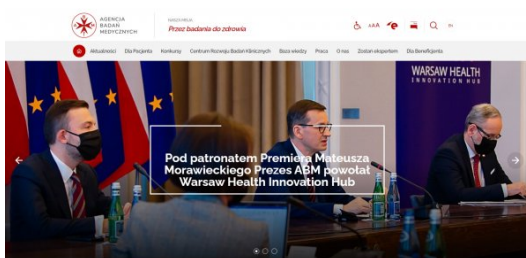 AGENCJA
BADAŃ
MEDYCZNYCH
Przez badania do zdrowia
AAA
Aktualności Dla Pacjenta Konkursy Centrum Rozwoju Badań Klinicznych Baza wiedzy Praca O nas Zostań ekspertem Dla Beneficjenta
WARSAW HEALTH
INNOVATION HUB
Pod patronatem Premiera Mateusza
Morawieckiego Prezes ABM powołał
Warsaw Health Innovation Hub